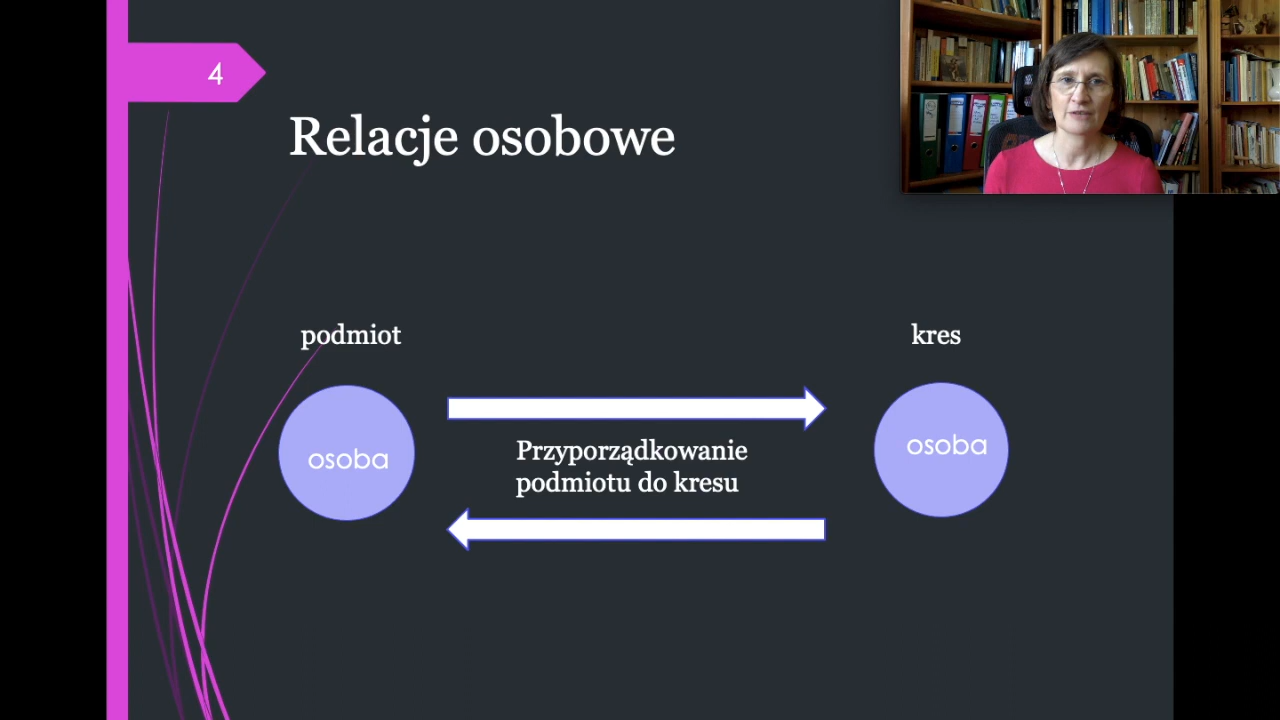 4
Relacje osobowe
podmiot
kres
osoba
osoba
Przyporządkowanie
podmiotu do kresu